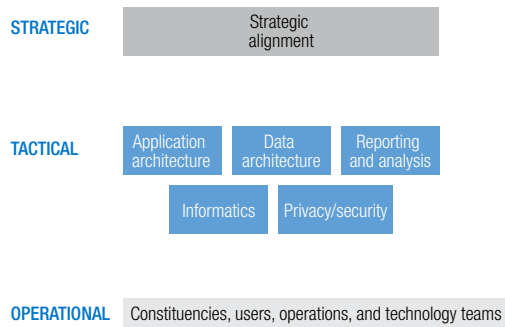 STRATEGIC
Strategic
alignment
TACTICAL
Application
architecture
Data
architecture
Reporting
and analysis
Informatics
Privacy/security
OPERATIONAL
Constituencies, users, operations, and technology teams